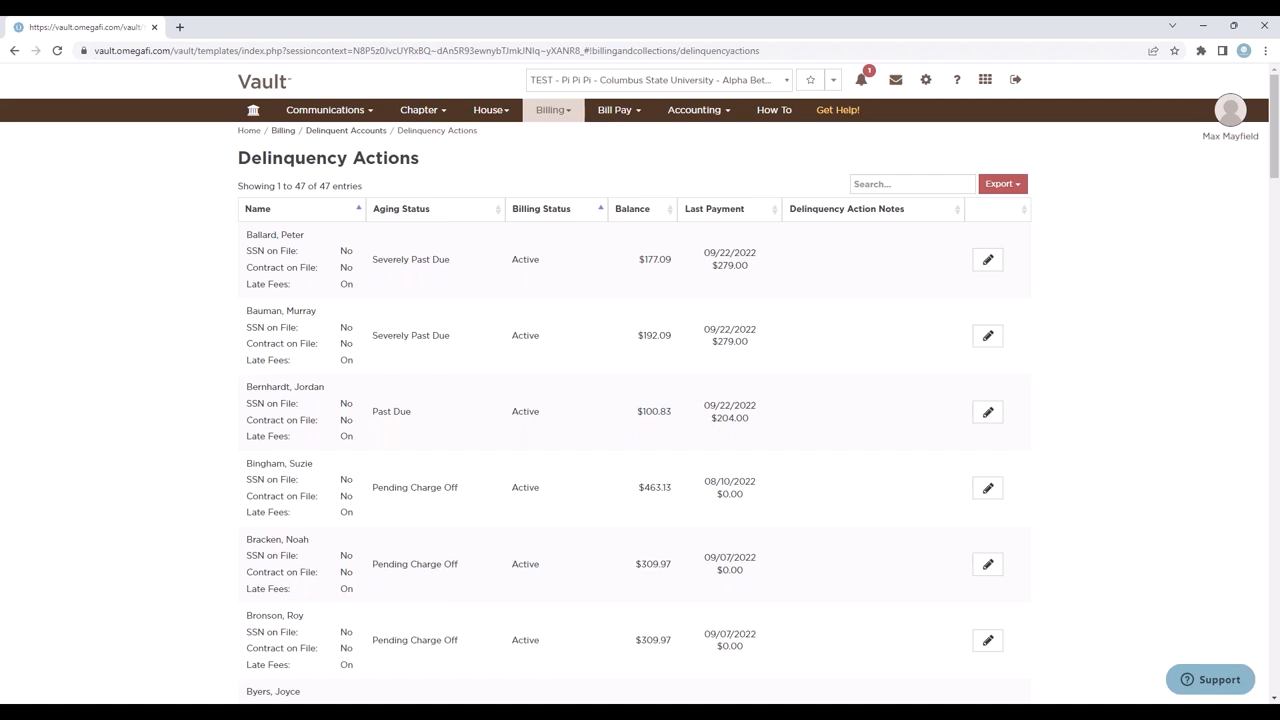 https://vault.omegafi.com/vault/
vault.omegafi.com/vault/templates/index.php?sessioncontext=N8P5z0JvcUYRxBQ~dAn5R93ewnybTJmkJNIq~yXANR8_#!billingandcollections/delinquencyactions
Vault
TEST - Pi Pi Pi - Columbus State University - Alpha Bet...
1
Communications Chapter House Billing Bill Pay Accounting How To Get Help!
Max Mayfield
Home / Billing / Delinquent Accounts / Delinquency Actions
Delinquency Actions
Showing 1 to 47 of 47 entries
Search... Export
Name Aging Status Billing Status Balance Last Payment Delinquency Action Notes
Ballard, Peter
SSN on File: No
Contract on File: No
Late Fees: On
Severely Past Due Active $177.09 09/22/2022
$279.00
Bauman, Murray
SSN on File: No
Contract on File: No
Late Fees: On
Severely Past Due Active $192.09 09/22/2022
$279.00
Bernhardt, Jordan
SSN on File: No
Contract on File: No
Late Fees: On
Past Due Active $100.83 09/22/2022
$204.00
Bingham, Suzie
SSN on File: No
Contract on File: No
Late Fees: On
Pending Charge Off Active $463.13 08/10/2022
$0.00
Bracken, Noah
SSN on File: No
Contract on File: No
Late Fees: On
Pending Charge Off Active $309.97 09/07/2022
$0.00
Bronson, Roy
SSN on File: No
Contract on File: No
Late Fees: On
Pending Charge Off Active $309.97 09/07/2022
$0.00
Byers, Joyce
Support